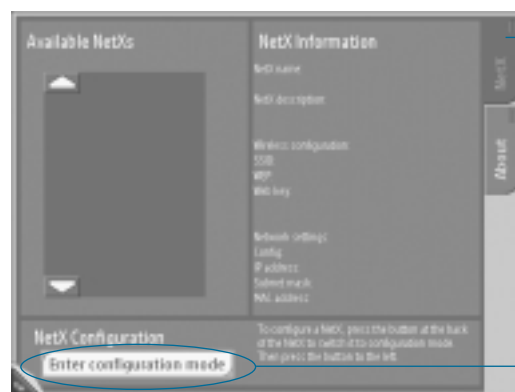 Available NetXs
NetX Information
NetX name
NetX description
Wireless configuration
SSID
WEP
WEP key
Network settings
Config
IP address
Subnet mask
MAC address
NetX
About
NetX Configuration
Enter configuration mode
To configure a NetX, press the button at the back
of the NetX to switch it to configuration mode.
Then press the button to the left.